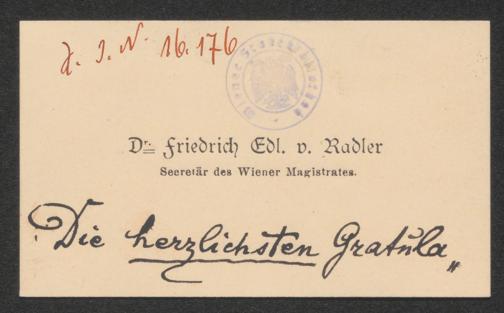 J. N. 16.176
Dr. Friedrich Edl. v. Radler
Secretär des Wiener Magistrates.
Die herzlichsten Gratula„